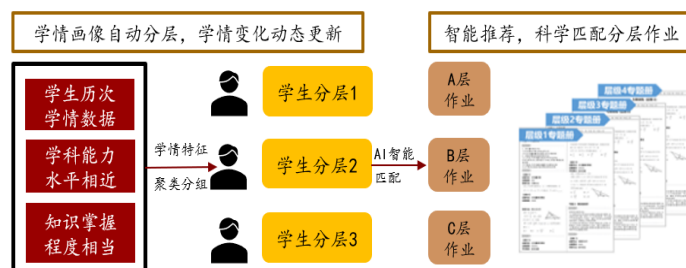 学情画像自动分层，学情变化动态更新
智能推荐，科学匹配分层作业
学生历次
学情数据
学科能力
水平相近
知识掌握
程度相当
学情特征
聚类分组
学生分层1
学生分层2
学生分层3
AI智能
匹配
A层
作业
B层
作业
C层
作业
层级4专题册
层级3专题册
层级2专题册
层级1专题册